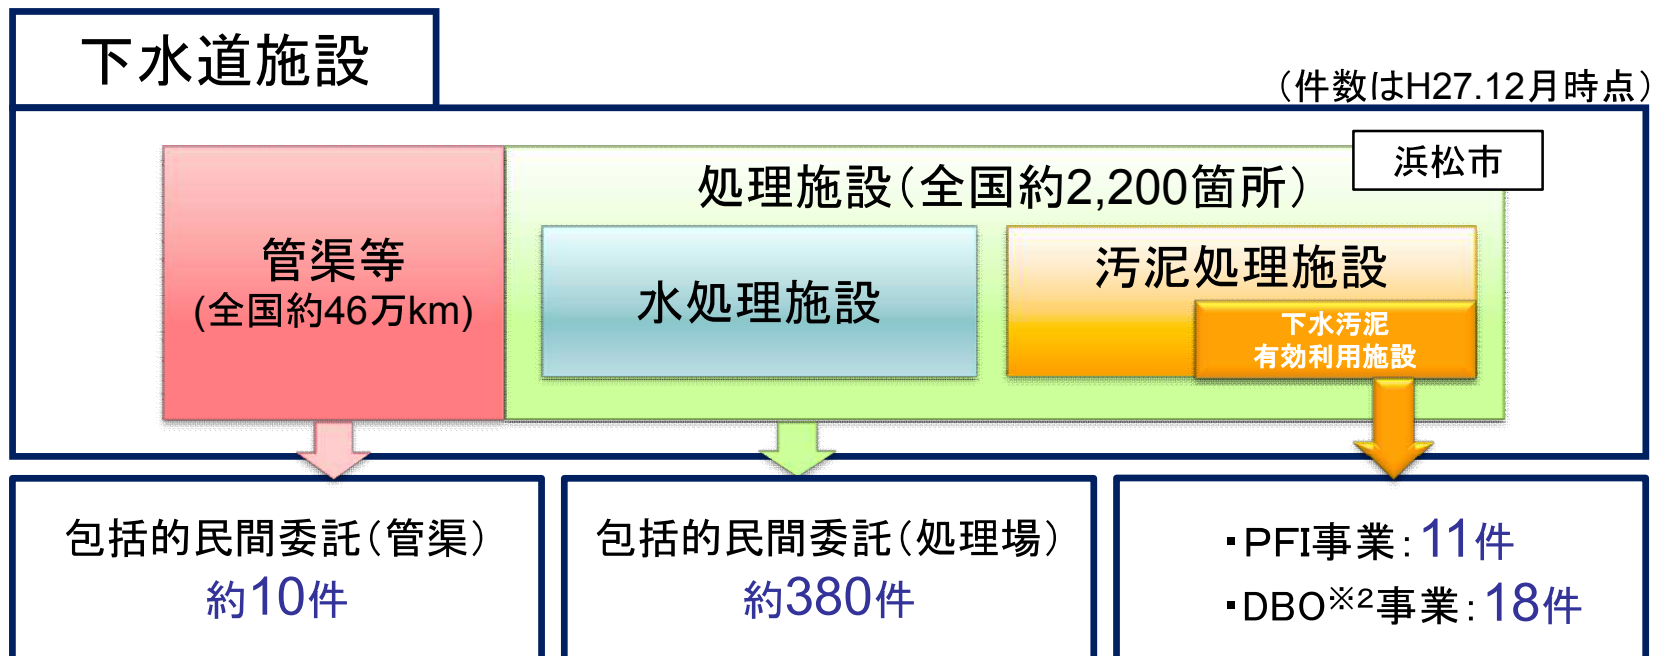 下水道施設
（件数はH27.12月時点）
浜松市
処理施設（全国約2,200箇所）
管渠等
(全国約46万km)
水処理施設
汚泥処理施設
下水汚泥
有効利用施設
包括的民間委託（管渠）
約10件
包括的民間委託（処理場）
約380件
・PFI事業：11件
・DBO※2事業：18件